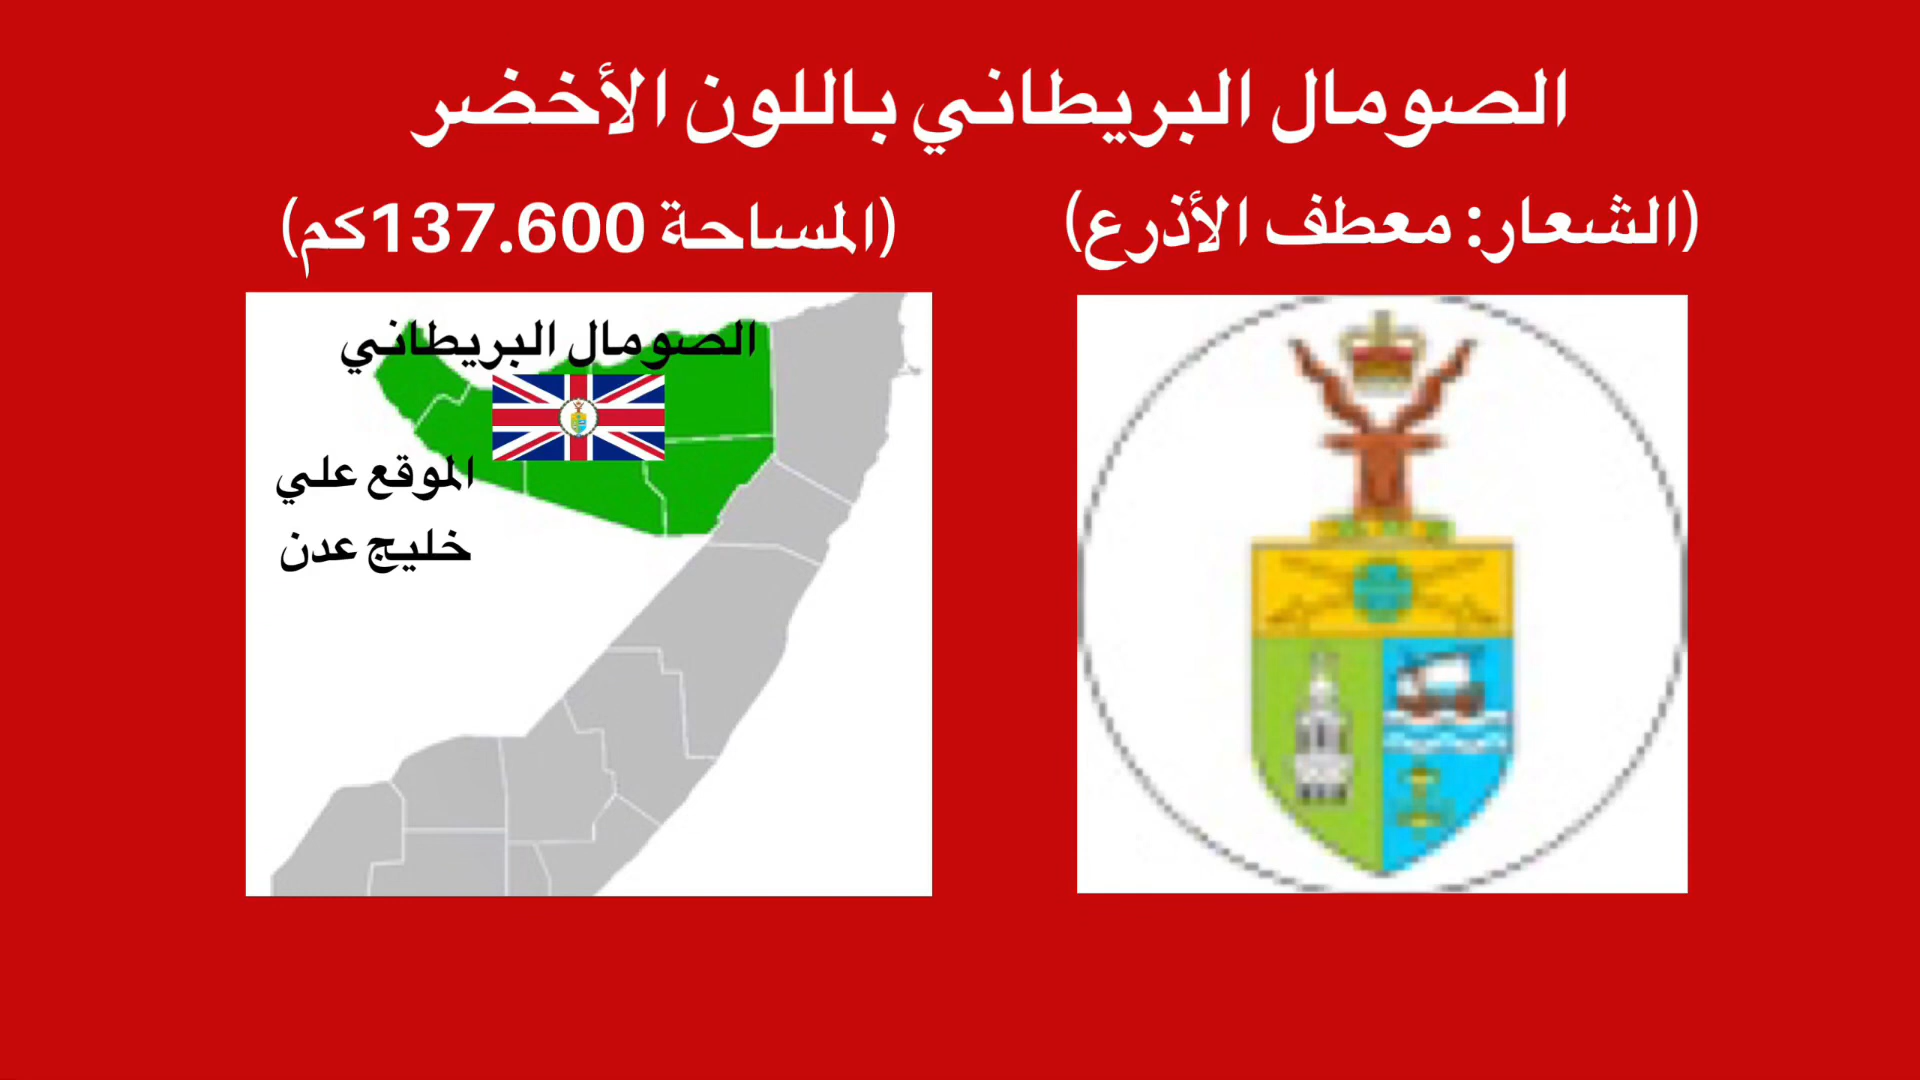 الصومال البريطاني باللون الأخضر
(الشعار: معطف الأذرع)
(المساحة 137.600كم)
الصومال البريطاني
الموقع علي
خليج عدن